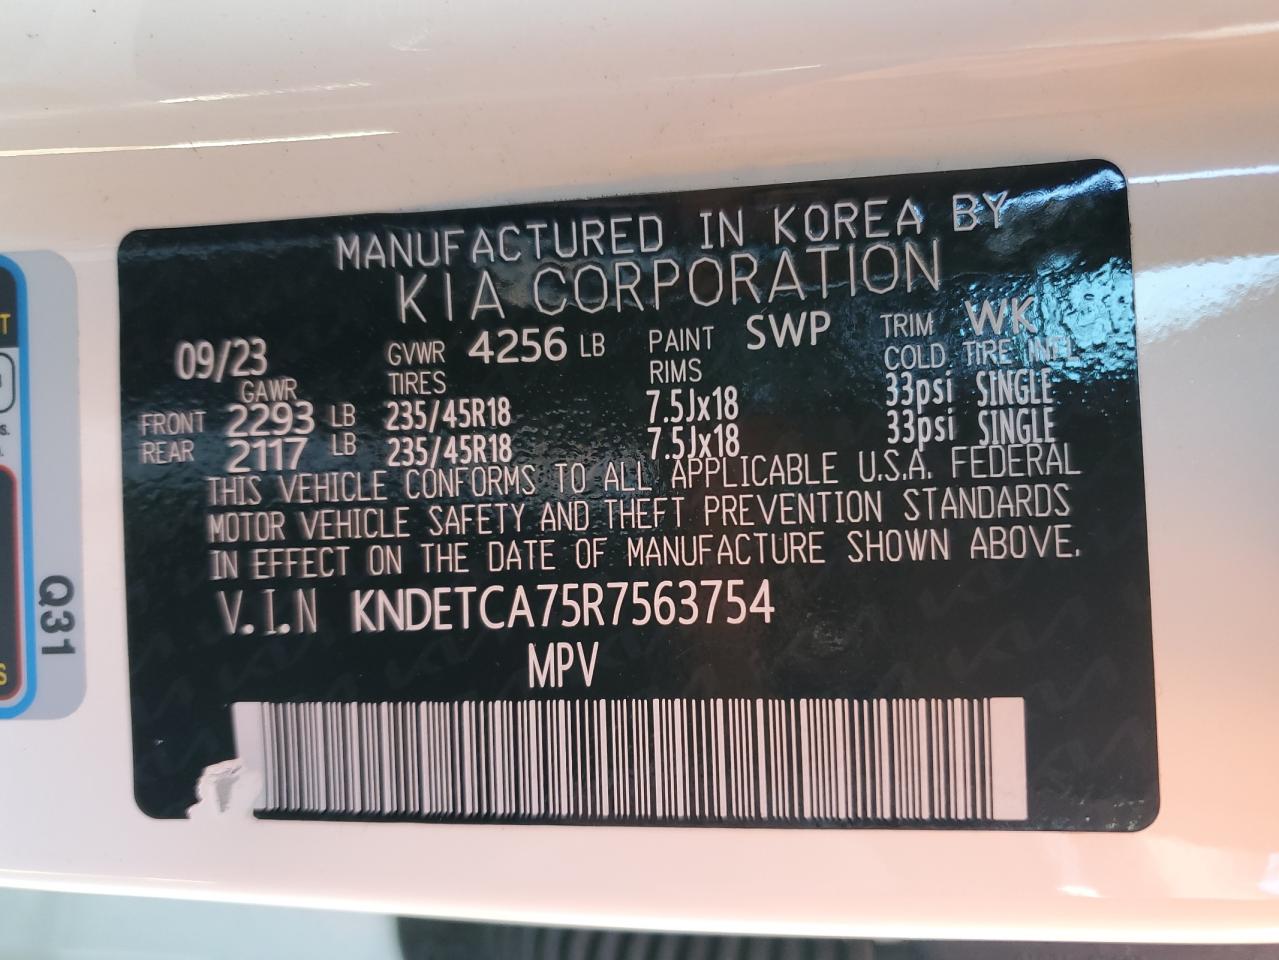 MANUFACTURED IN KOREA BY
KIA CORPORATION
09/23 GVWR 4256 LB PAINT SWP TRIM WK
GAWR TIRES RIMS COLD TIRE INFL
FRONT 2293 LB 235/45R18 7.5Jx18 33psi SINGLE
REAR 2117 LB 235/45R18 7.5Jx18 33psi SINGLE
THIS VEHICLE CONFORMS TO ALL APPLICABLE U.S.A. FEDERAL
MOTOR VEHICLE SAFETY AND THEFT PREVENTION STANDARDS
IN EFFECT ON THE DATE OF MANUFACTURE SHOWN ABOVE.
V.I.N KNDETCA75R7563754
MPV
Q31